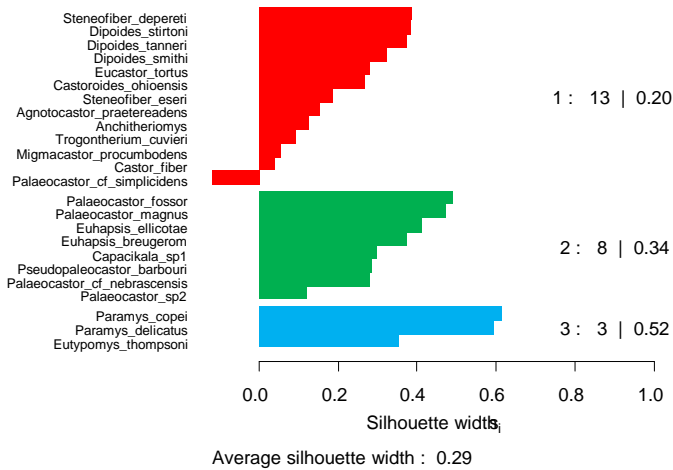 Steneofiber_depereti
Dipoides_stirtoni
Dipoides_tanneri
Dipoides_smithi
Eucastor_tortus
Castoroides_ohioensis
Steneofiber_eseri
Agnotocastor_praetereadens
Anchitheriomys
Trogontherium_cuvieri
Migmacastor_procumbodens
Castor_fiber
Palaeocastor_cf_simplicidens
1 : 13 | 0.20
Palaeocastor_fossor
Palaeocastor_magnus
Euhapsis_ellicotae
Euhapsis_breugerom
Capacikala_sp1
Pseudopaleocastor_barbouri
Palaeocastor_cf_nebrascensis
Palaeocastor_sp2
2 : 8 | 0.34
Paramys_copei
Paramys_delicatus
Eutypomys_thompsoni
3 : 3 | 0.52
0.0 0.2 0.4 0.6 0.8 1.0
Silhouette width si
Average silhouette width : 0.29